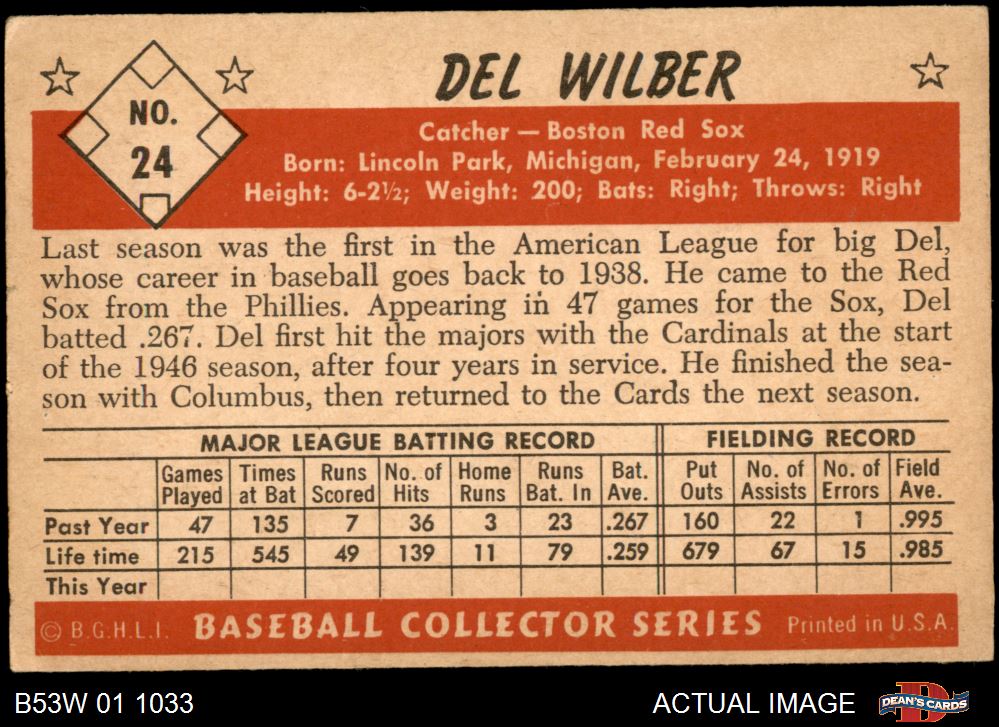 NO.
24
DEL WILBER
Catcher — Boston Red Sox
Born: Lincoln Park, Michigan, February 24, 1919
Height: 6-2½; Weight: 200; Bats: Right; Throws: Right
Last season was the first in the American League for big Del,
whose career in baseball goes back to 1938. He came to the Red
Sox from the Phillies. Appearing in 47 games for the Sox, Del
batted .267. Del first hit the majors with the Cardinals at the start
of the 1946 season, after four years in service. He finished the sea-
son with Columbus, then returned to the Cards the next season.
MAJOR LEAGUE BATTING RECORD FIELDING RECORD
Games Times Runs No. of Home Runs Bat. Put No. of No. of Field
Played at Bat Scored Hits Runs Bat. In Ave. Outs Assists Errors Ave.
Past Year 47 135 7 36 3 23 .267 160 22 1 .995
Life time 215 545 49 139 11 79 .259 679 67 15 .985
This Year
© B.G.H.L.I. BASEBALL COLLECTOR SERIES Printed in U.S.A.
B53W 01 1033 ACTUAL IMAGE DEAN'S CARDS